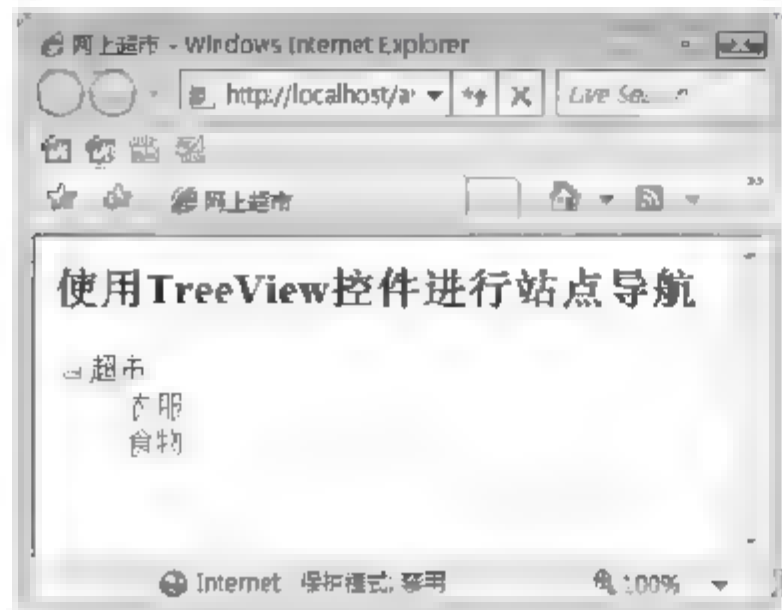 网上超市 - Windows Internet Explorer
http://localhost/a
Live
网上超市
使用TreeView控件进行站点导航
超市
衣服
食物
Internet 保护模式: 禁用
100%